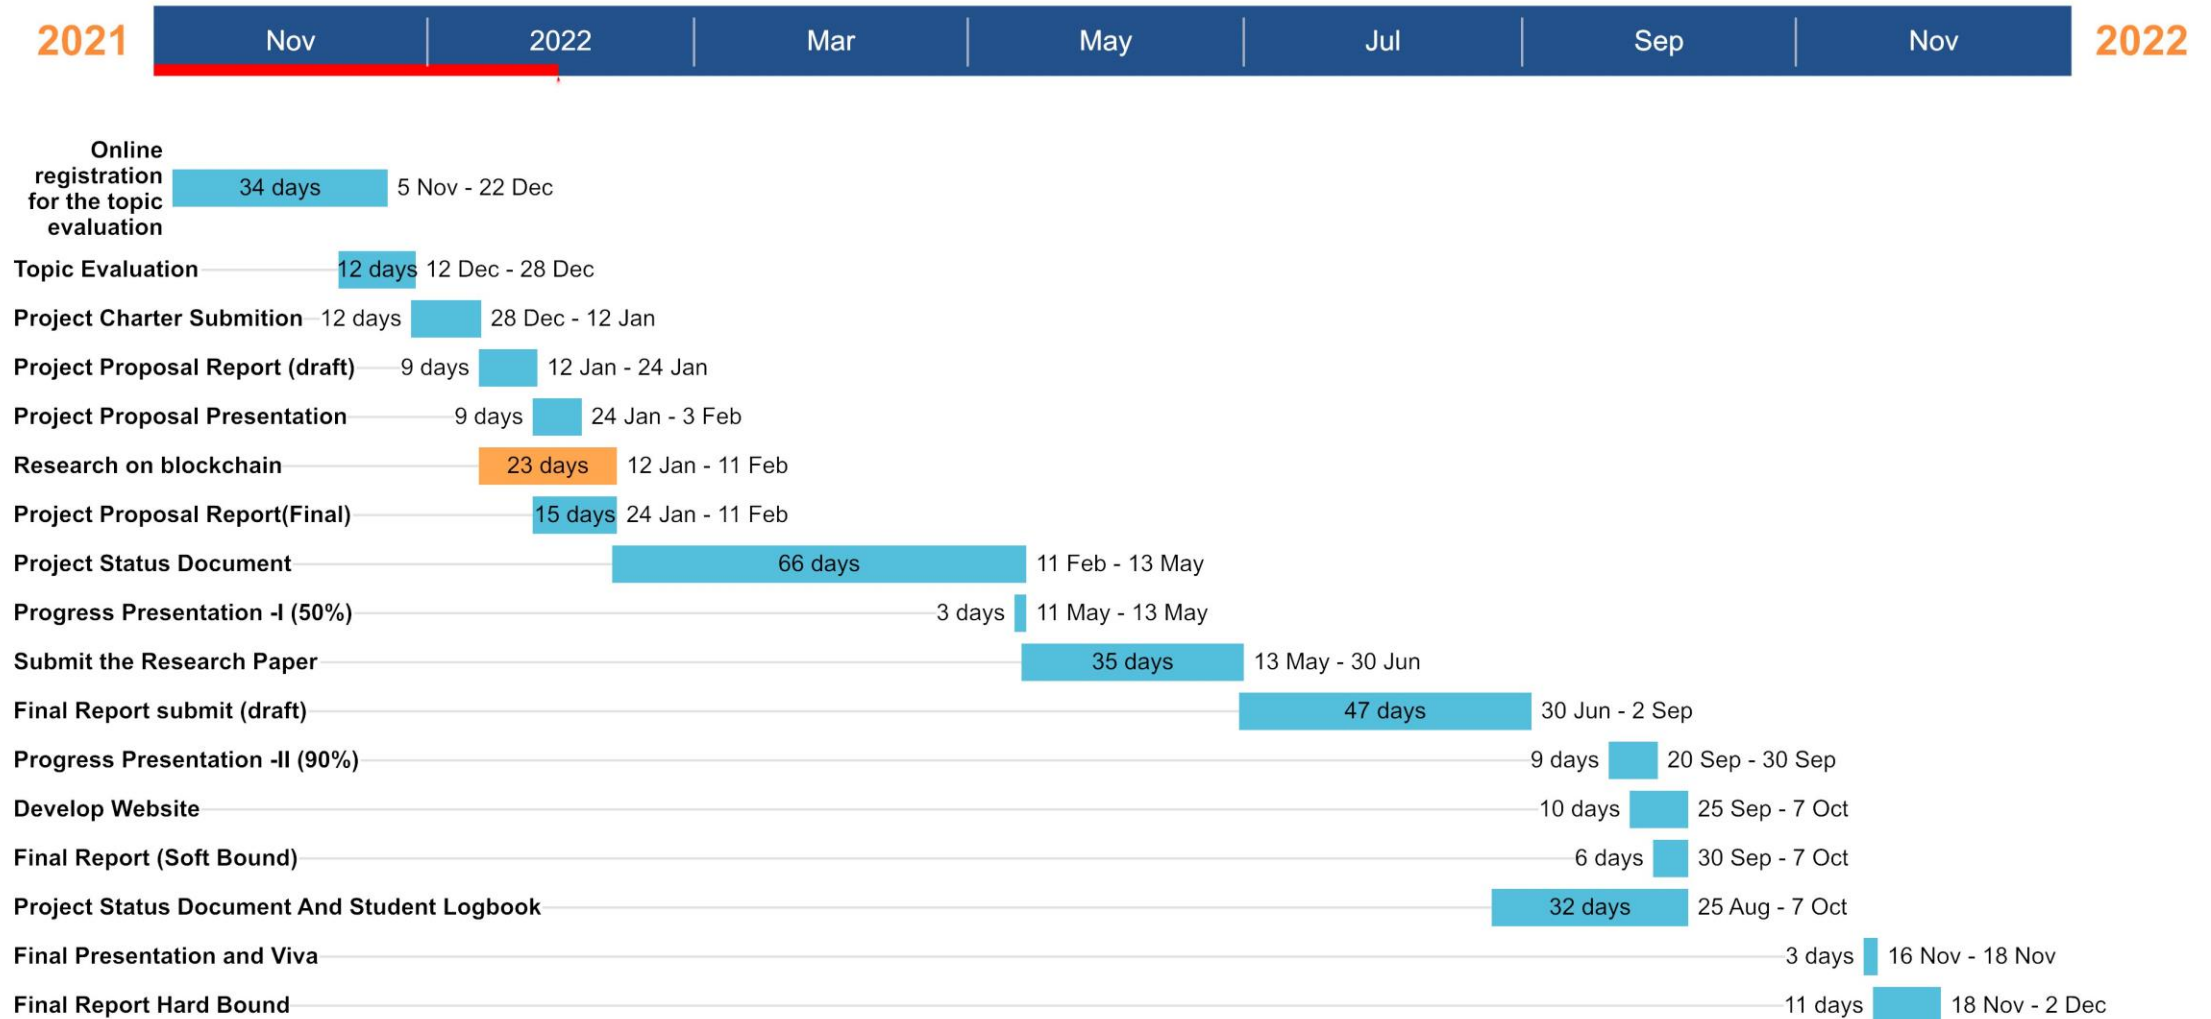 2021 Nov 2022 Mar May Jul Sep Nov 2022
Online
registration
for the topic
evaluation
34 days 5 Nov - 22 Dec
Topic Evaluation 12 days 12 Dec - 28 Dec
Project Charter Submition 12 days 28 Dec - 12 Jan
Project Proposal Report (draft) 9 days 12 Jan - 24 Jan
Project Proposal Presentation 9 days 24 Jan - 3 Feb
Research on blockchain 23 days 12 Jan - 11 Feb
Project Proposal Report(Final) 15 days 24 Jan - 11 Feb
Project Status Document 66 days 11 Feb - 13 May
Progress Presentation -I (50%) 3 days 11 May - 13 May
Submit the Research Paper 35 days 13 May - 30 Jun
Final Report submit (draft) 47 days 30 Jun - 2 Sep
Progress Presentation -II (90%) 9 days 20 Sep - 30 Sep
Develop Website 10 days 25 Sep - 7 Oct
Final Report (Soft Bound) 6 days 30 Sep - 7 Oct
Project Status Document And Student Logbook 32 days 25 Aug - 7 Oct
Final Presentation and Viva 3 days 16 Nov - 18 Nov
Final Report Hard Bound 11 days 18 Nov - 2 Dec